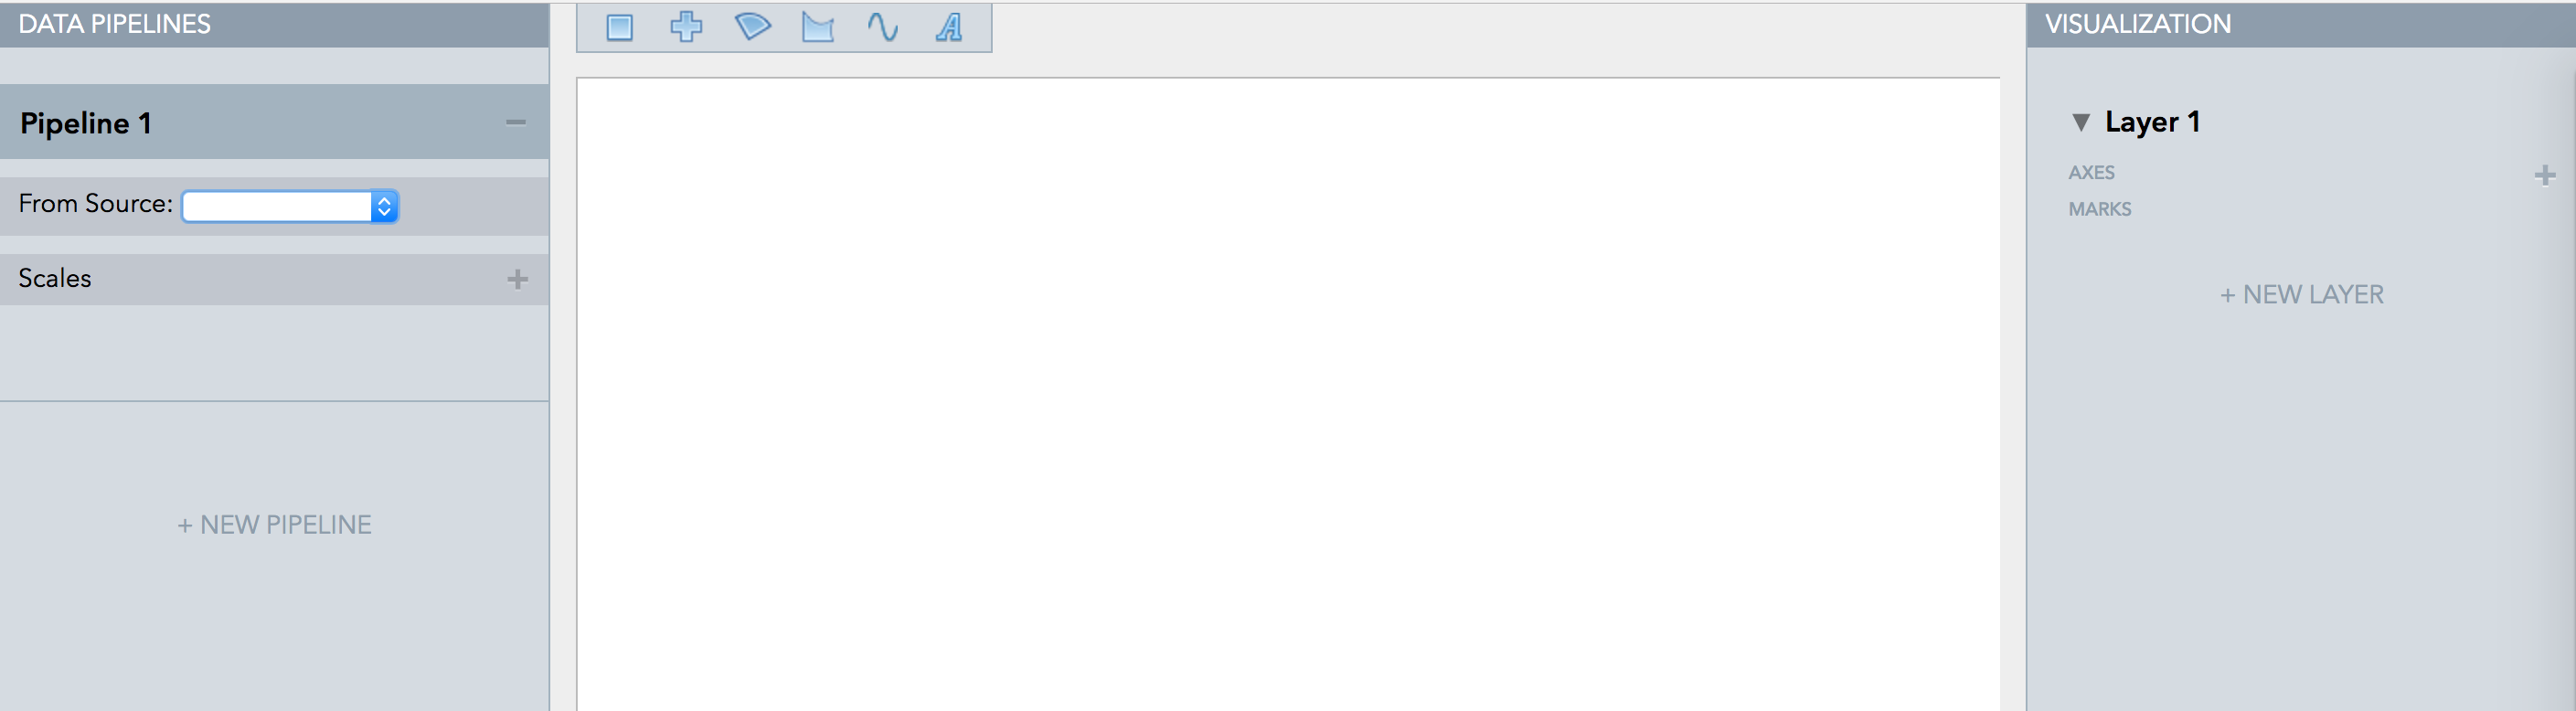 DATA PIPELINES
Pipeline 1
From Source:
Scales
+ NEW PIPELINE
VISUALIZATION
Layer 1
AXES
MARKS
+ NEW LAYER